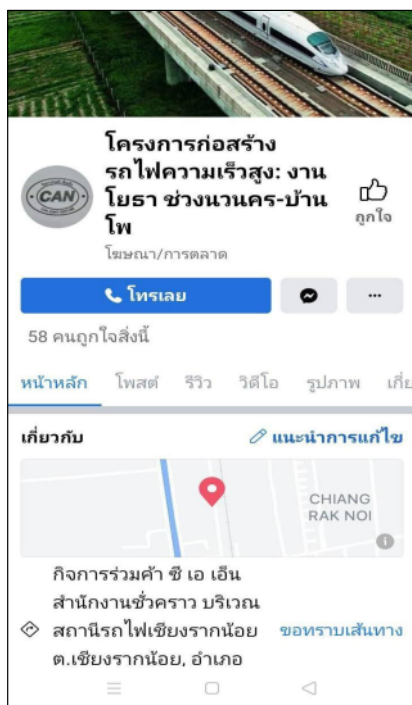 โครงการก่อสร้าง
รถไฟความเร็วสูง: งาน
โยธา ช่วงนวนคร-บ้าน
โพ
CAN
ถูกใจ
โฆษณา/การตลาด
โทรเลย
58 คนถูกใจสิ่งนี้
หน้าหลัก โพสต์ รีวิว วิดีโอ รูปภาพ เกี่ย
เกี่ยวกับ แนะนำการแก้ไข
CHIANG
RAK NOI
กิจการร่วมค้า ซี เอ เอ็น
สำนักงานชั่วคราว บริเวณ
สถานีรถไฟเชียงรากน้อย ขอทราบเส้นทาง
ต.เชียงรากน้อย, อำเภอ